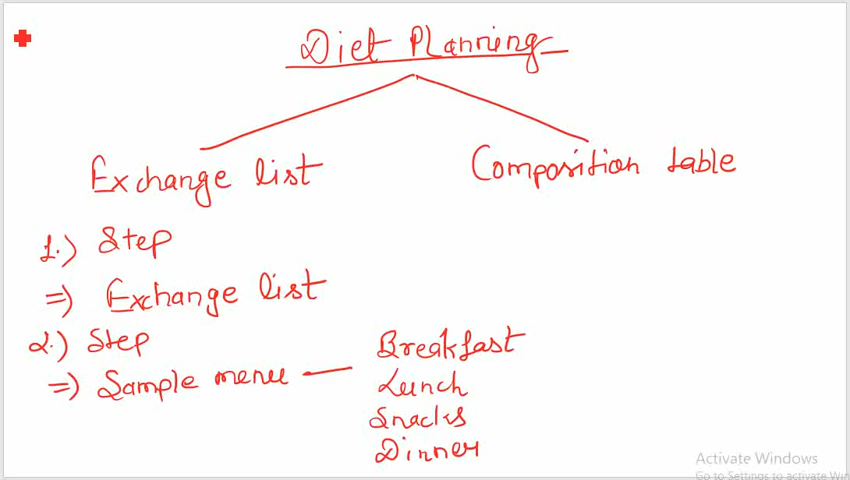 Diet Planning
Exchange list
Composition table
1.) Step
=> Exchange list
2.) Step
=> Sample menu — Breakfast
Lunch
Snacks
Dinner
Activate Windows
Go to Settings to activate Win